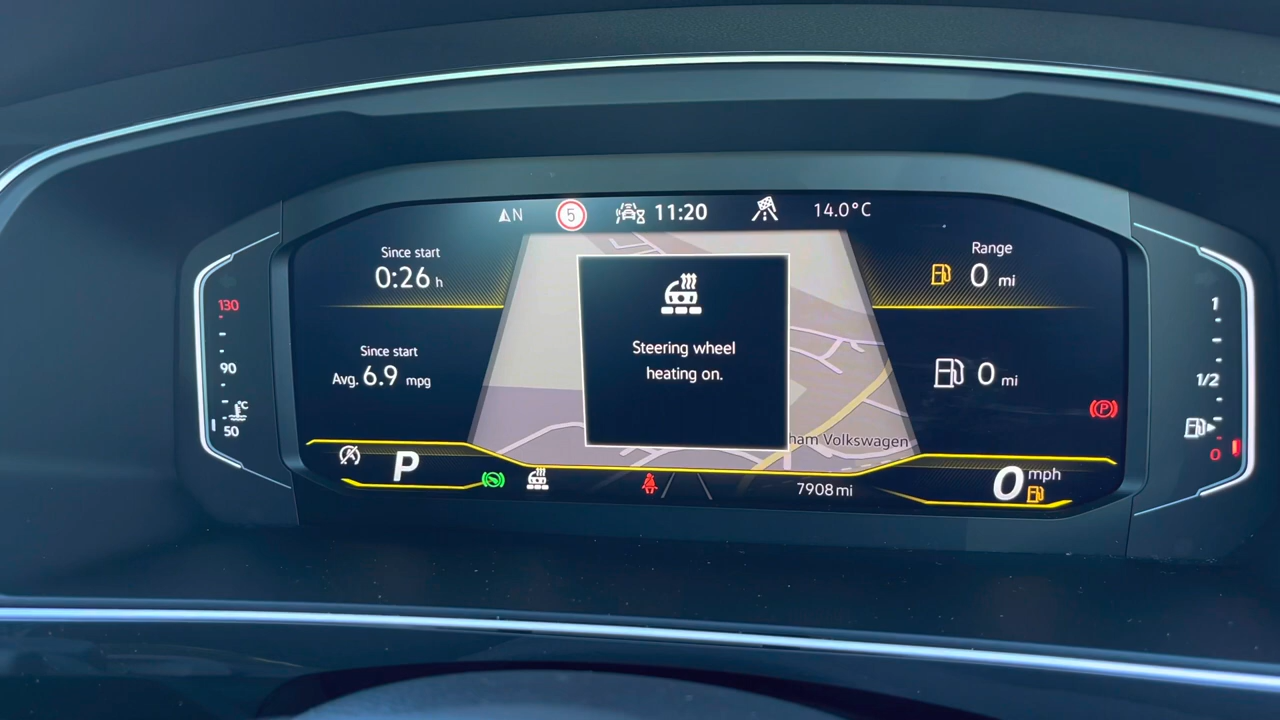 N 5 11:20 14.0°C
Since start
0:26 h
Range
0 mi
Since start
Avg. 6.9 mpg
0 mi
Steering wheel
heating on.
130
90
°C
50
1
1/2
0
P
ham Volkswagen
P
7908 mi
0 mph